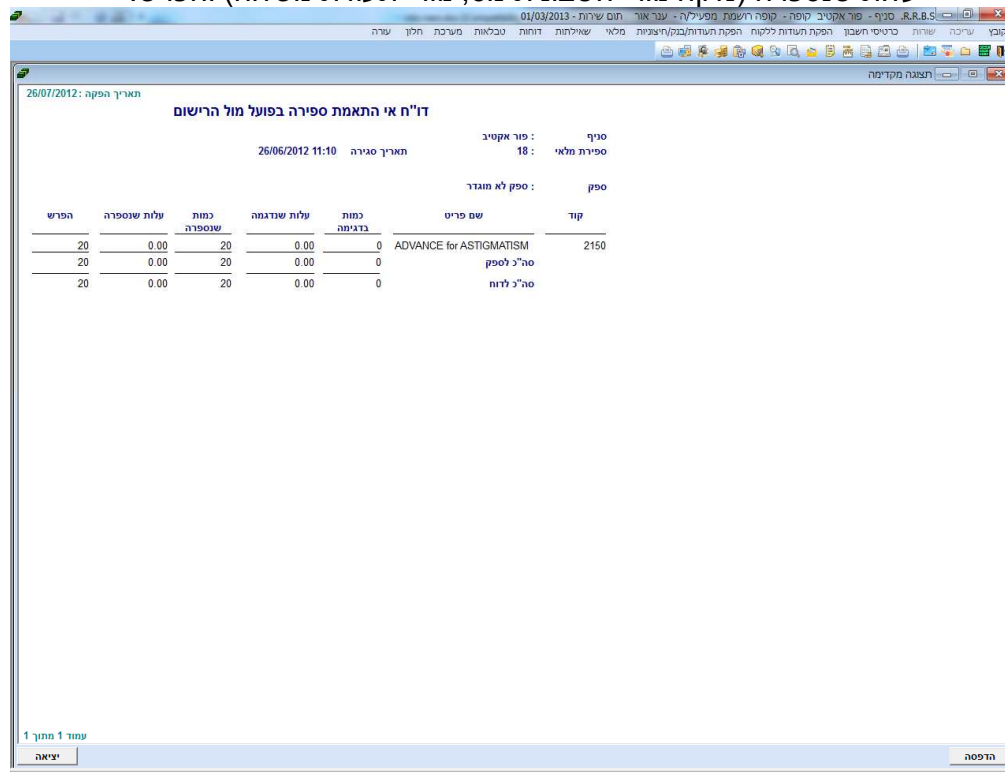 R.R.B.S. סניף - פור אקטיב קופה - קופה רושמת מפעיל/ה - ענר אור תום שירות - 01/03/2013
קובץ עריכה שורות כרטיסי חשבון הפקת תעודות ללקוח הפקת תעודות/בנק/חיצוניות מלאי שאילתות דוחות טבלאות מערכת חלון עזרה
תצוגה מקדימה
תאריך הפקה : 26/07/2012
דו"ח אי התאמת ספירה בפועל מול הרישום
סניף : פור אקטיב
ספירת מלאי : 18 תאריך סגירה 26/06/2012 11:10
ספק : ספק לא מוגדר
קוד שם פריט כמות בדגימה עלות שנדגמה כמות שנספרה עלות שנספרה הפרש
2150 ADVANCE for ASTIGMATISM 0 0.00 20 0.00 20
סה"כ לספק 0 0.00 20 0.00 20
סה"כ לדוח 0 0.00 20 0.00 20
עמוד 1 מתוך 1
הדפסה יציאה